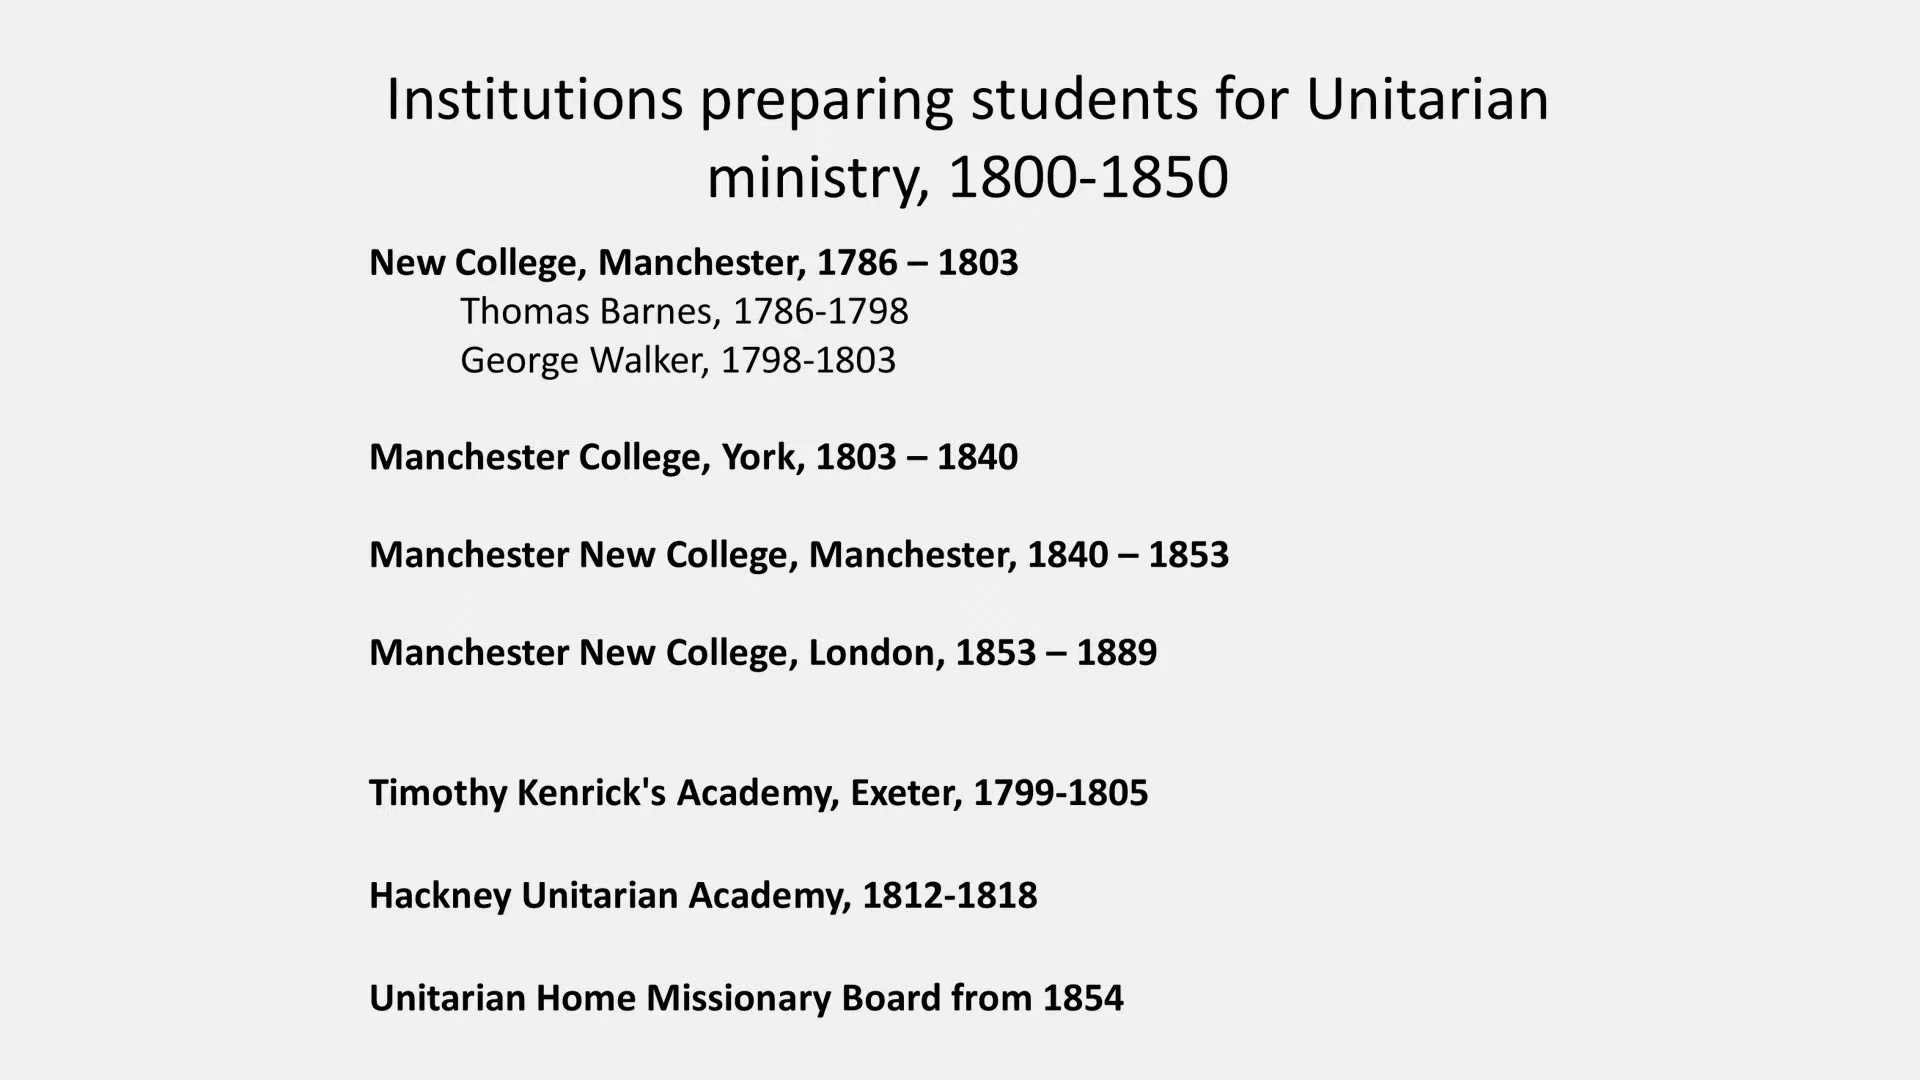 Institutions preparing students for Unitarian
ministry, 1800-1850
New College, Manchester, 1786 – 1803
Thomas Barnes, 1786-1798
George Walker, 1798-1803
Manchester College, York, 1803 – 1840
Manchester New College, Manchester, 1840 – 1853
Manchester New College, London, 1853 – 1889
Timothy Kenrick's Academy, Exeter, 1799-1805
Hackney Unitarian Academy, 1812-1818
Unitarian Home Missionary Board from 1854